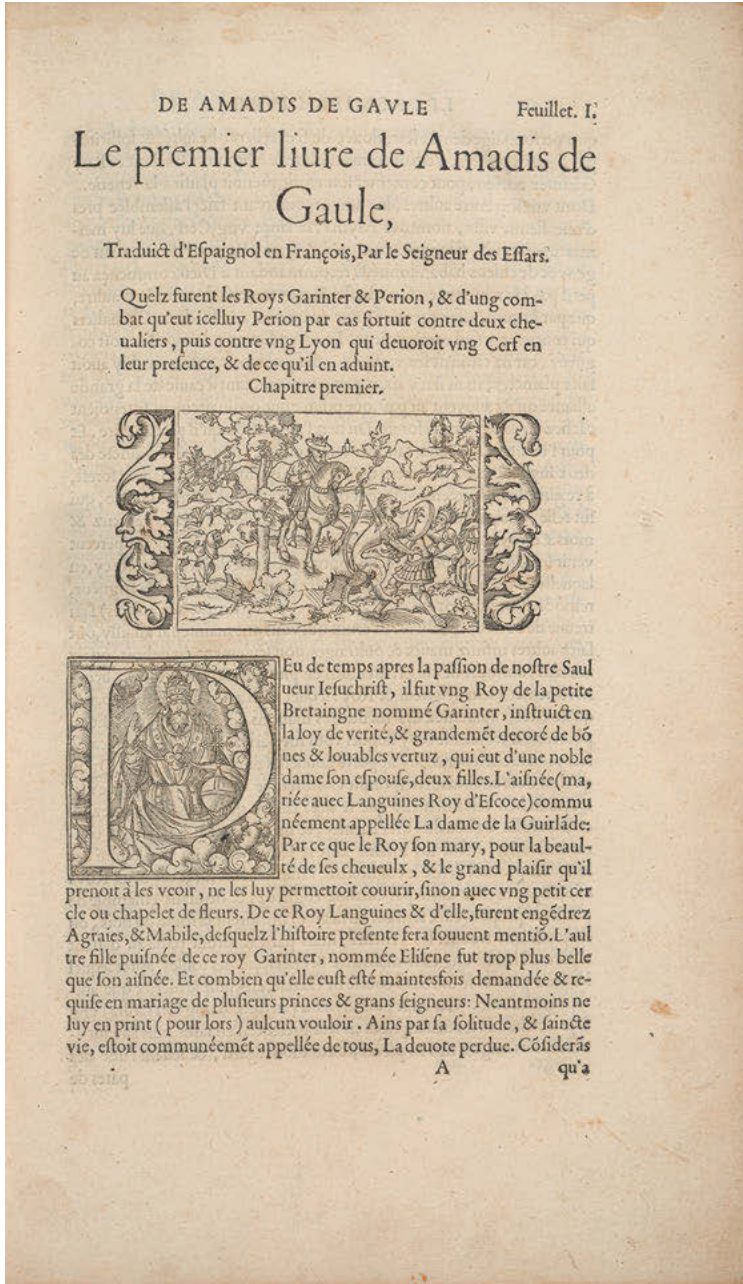 DE AMADIS DE GAVLE Feuillet. I.
Le premier liure de Amadis de
Gaule,
Traduict d'Eſpaignol en François,Par le Seigneur des Eſſars.
Quelz furent les Roys Garinter & Perion, & d'ung com-
bat qu'eut icelluy Perion par cas fortuit contre deux che-
ualiers, puis contre vng Lyon qui deuoroit vng Cerf en
leur preſence, & de ce qu'il en aduint.
Chapitre premier.
DEu de temps apres la paſſion de noſtre Saul
ueur Ieſuchriſt, il fut vng Roy de la petite
Bretaingne nommé Garinter, inſtruict en
la loy de verité,& grandemẽt decoré de bõ
nes & louables vertuz, qui eut d'une noble
dame ſon eſpouſe,deux filles.L'aiſnée(ma,
riée auec Languines Roy d'Eſcoce)commu
néement appellée La dame de la Guirlãde:
Par ce que le Roy ſon mary, pour la beaul-
té de ſes cheueulx, & le grand plaiſir qu'il
prenoit à les veoir, ne les luy permettoit couurir,ſinon auec vng petit cer
cle ou chapelet de fleurs. De ce Roy Languines & d'elle,furent engẽdrez
Agraies,&Mabile,deſquelz l'hiſtoire preſente fera ſouuent mentiõ.L'aul
tre fille puiſnée de ce roy Garinter, nommée Eliſene fut trop plus belle
que ſon aiſnée. Et combien qu'elle euſt eſté mainteſfois demandée & re-
quiſe en mariage de pluſieurs princes & grans ſeigneurs: Neantmoins ne
luy en print ( pour lors ) aulcun vouloir. Ains par ſa ſolitude, & ſaincte
vie, eſtoit communéemẽt appellée de tous, La deuote perdue. Cõſiderãs
A qu'a